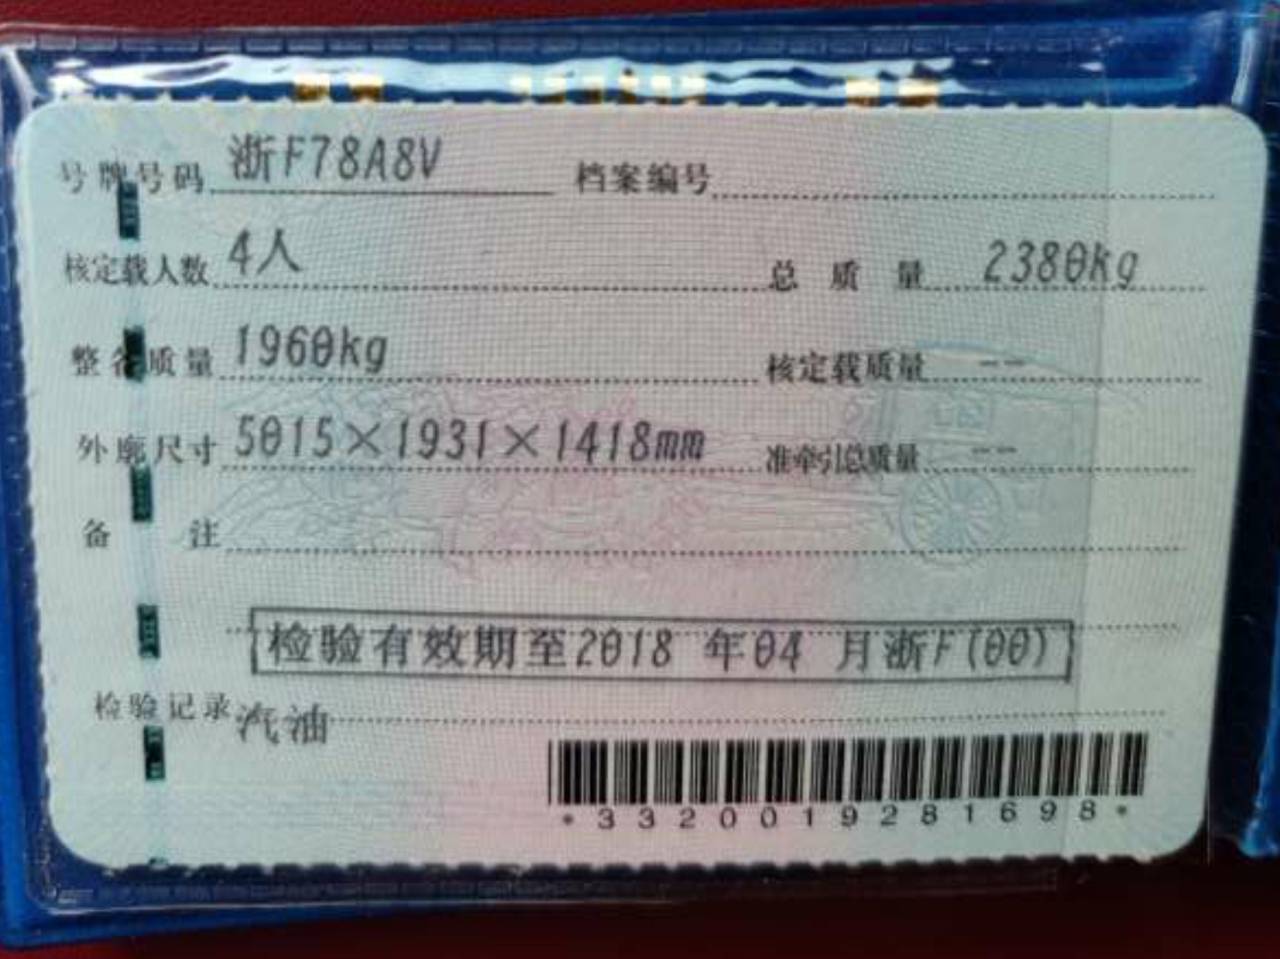 号牌号码 浙F78A8V 档案编号
核定载人数 4人 总质量 2380kg
整备质量 1960kg 核定载质量 --
外廓尺寸 5015×1931×1418mm 准牵引总质量 --
备注
检验有效期至2018 年04 月浙F(00)
检验记录 汽油
*3320019281698*